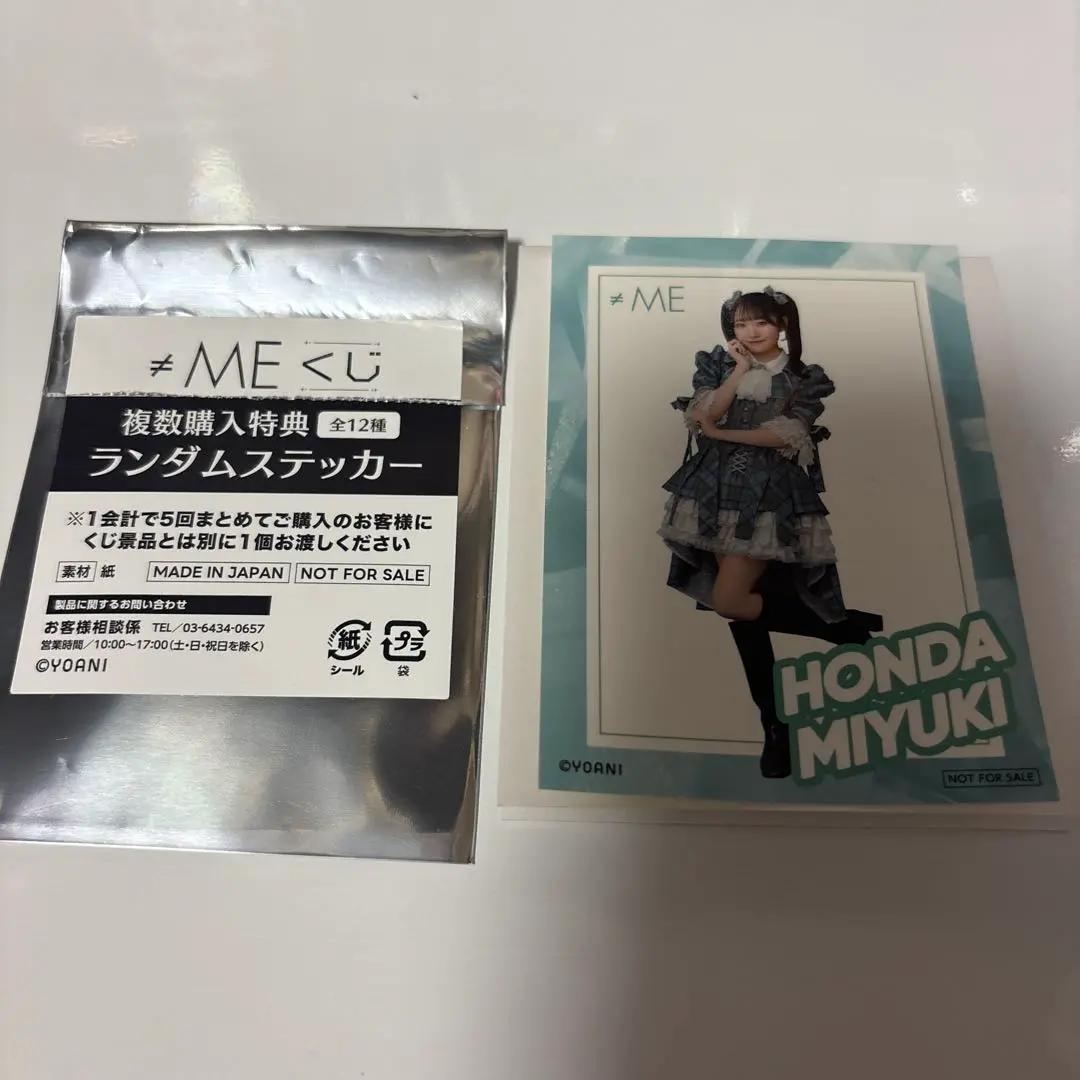 ≠ MEくじ
複数購入特典 全12種
ランダムステッカー
※1会計で5回まとめてご購入のお客様に
くじ景品とは別に1個お渡しください
素材 紙 MADE IN JAPAN NOT FOR SALE
製品に関するお問い合わせ
お客様相談係 TEL/03-6434-0657
営業時間/10:00〜17:00(土・日・祝日を除く)
©YOANI
紙
シール
プラ
袋
≠ ME
HONDA
MIYUKI
©YOANI
NOT FOR SALE